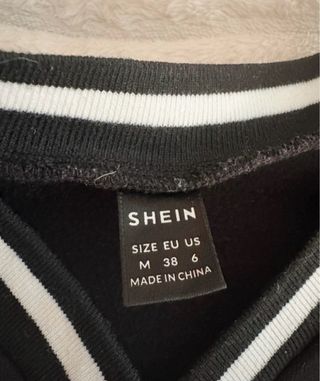 SHEIN
SIZE EU US
M 38 6
MADE IN CHINA